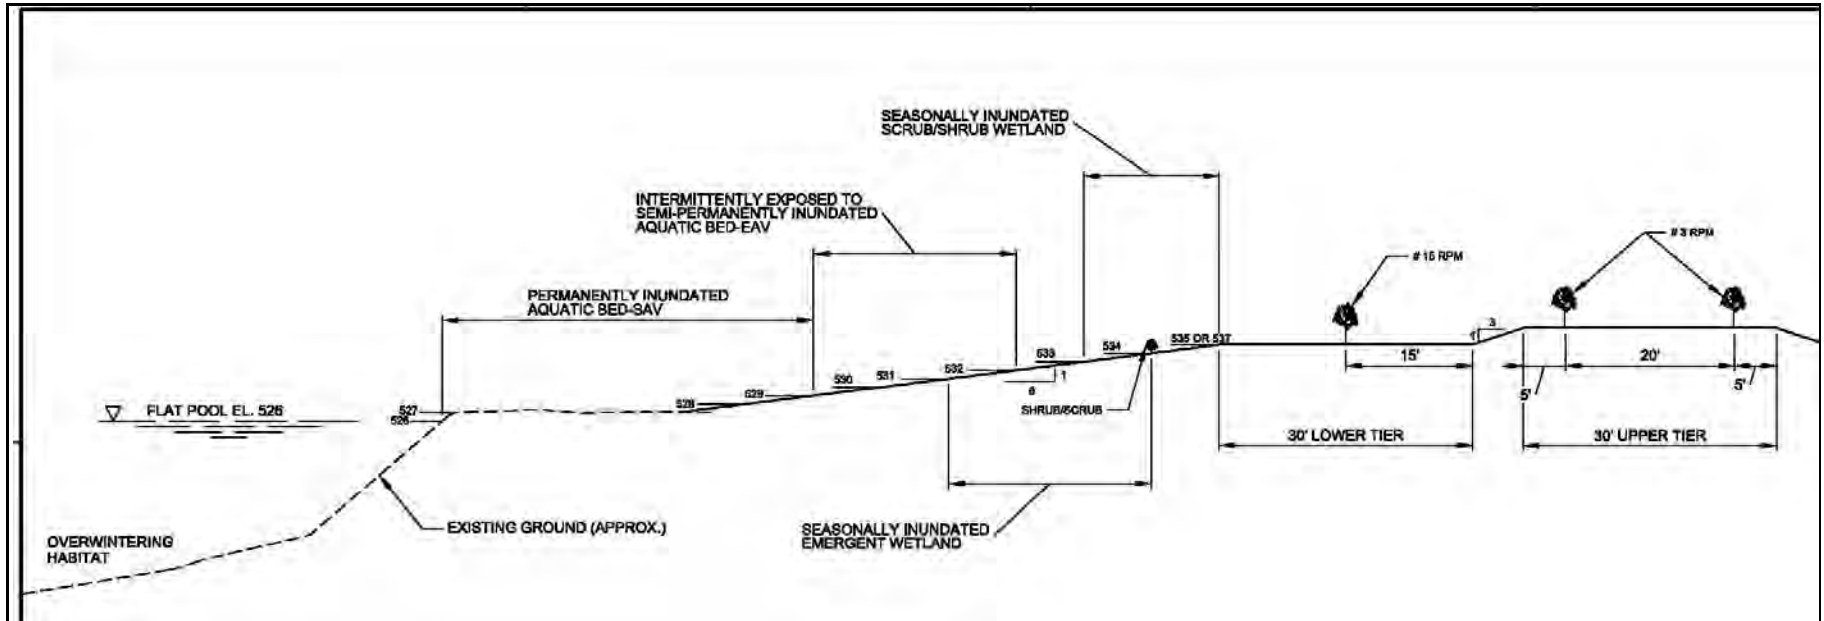 SEASONALLY INUNDATED
SCRUB/SHRUB WETLAND
INTERMITTENTLY EXPOSED TO
SEMI-PERMANENTLY INUNDATED
AQUATIC BED-EAV
# 3 RPM
# 15 RPM
PERMANENTLY INUNDATED
AQUATIC BED-SAV
1
3
535 OR 537
534
533
532
531
530
529
528
527
526
1
SHRUB/SCRUB
15'
20'
5'
5'
FLAT POOL EL. 526
30' LOWER TIER
30' UPPER TIER
EXISTING GROUND (APPROX.)
SEASONALLY INUNDATED
EMERGENT WETLAND
OVERWINTERING
HABITAT